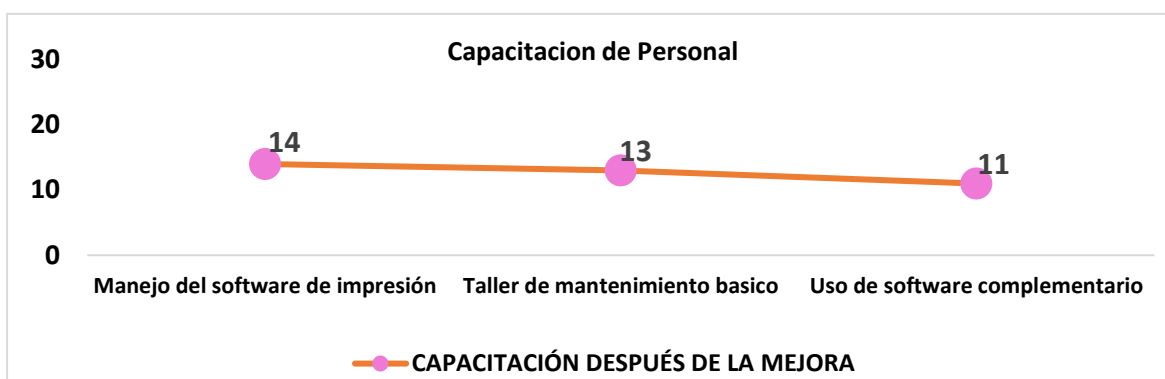 Capacitacion de Personal
30
20
10
0
14
13
11
Manejo del software de impresión
Taller de mantenimiento basico
Uso de software complementario
CAPACITACIÓN DESPUÉS DE LA MEJORA